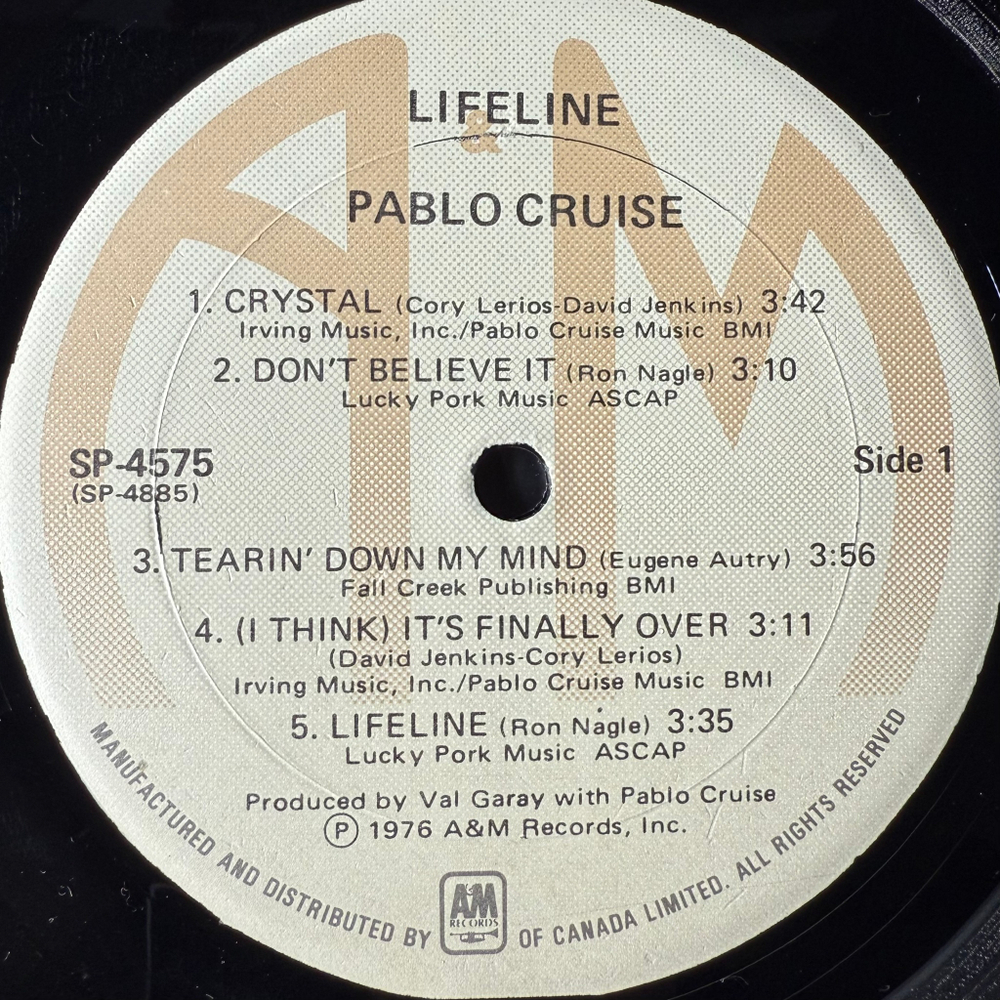 LIFELINE
&
PABLO CRUISE
1. CRYSTAL (Cory Lerios-David Jenkins) 3:42
Irving Music, Inc./Pablo Cruise Music BMI
2. DON'T BELIEVE IT (Ron Nagle) 3:10
Lucky Pork Music ASCAP
SP-4575
(SP-4885)
Side 1
3. TEARIN' DOWN MY MIND (Eugene Autry) 3:56
Fall Creek Publishing BMI
4. (I THINK) IT'S FINALLY OVER 3:11
(David Jenkins-Cory Lerios)
Irving Music, Inc./Pablo Cruise Music BMI
5. LIFELINE (Ron Nagle) 3:35
Lucky Pork Music ASCAP
Produced by Val Garay with Pablo Cruise
Ⓟ 1976 A&M Records, Inc.
MANUFACTURED AND DISTRIBUTED BY A&M RECORDS OF CANADA LIMITED. ALL RIGHTS RESERVED